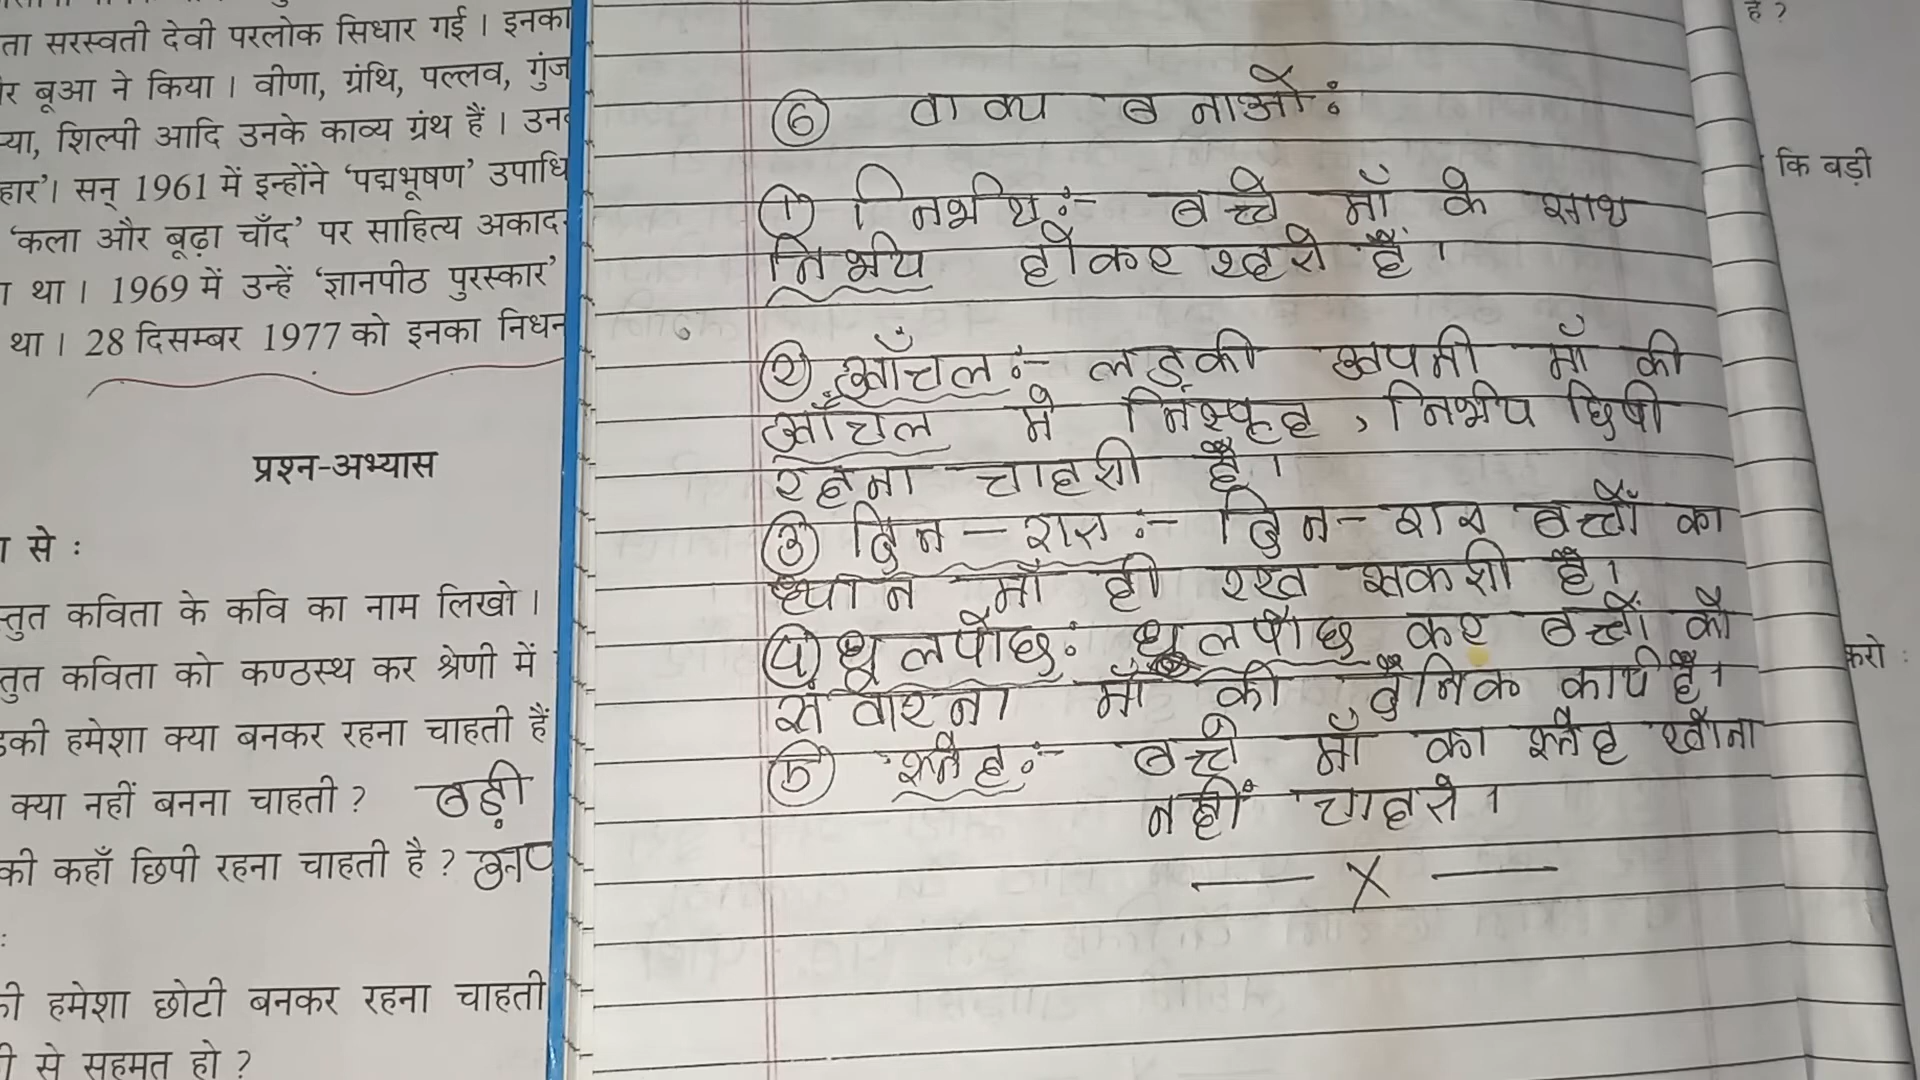 ता सरस्वती देवी परलोक सिधार गई । इनका
बूआ ने किया । वीणा, ग्रंथि, पल्लव, गुंज
शिल्पी आदि उनके काव्य ग्रंथ हैं । उन
हार'। सन् 1961 में इन्होंने 'पद्मभूषण' उपाधि
'कला और बूढ़ा चाँद' पर साहित्य अकाद
था । 1969 में उन्हें 'ज्ञानपीठ पुरस्कार'
था । 28 दिसम्बर 1977 को इनका निधन
प्रश्न-अभ्यास
से :
स्तुत कविता के कवि का नाम लिखो ।
तुत कविता को कण्ठस्थ कर श्रेणी में
की हमेशा क्या बनकर रहना चाहती हैं
क्या नहीं बनना चाहती ? बड़ी
की कहाँ छिपी रहना चाहती है ? अप
ी हमेशा छोटी बनकर रहना चाहती
से सहमत हो ?
⑥ वाक्य बनाओ:
① निर्भय:- बच्चे माँ के साथ
निर्भय होकर रहते हैं ।
② आँचल:- लड़की अपनी माँ की
आँचल मे निस्पृह, निर्भय छिपी
रहना चाहती है ।
③ दिन-रात:- दिन-रात बच्चों का
ध्यान माँ ही रख सकती है ।
④ धूलपोंछ: धूलपोंछ कर बच्चों को
संवारना माँ की दैनिक कार्य है ।
⑤ स्नेह:- बच्चे माँ का स्नेह खोना
नहीं चाहते ।
— X —
है ?
कि बड़ी
करो :